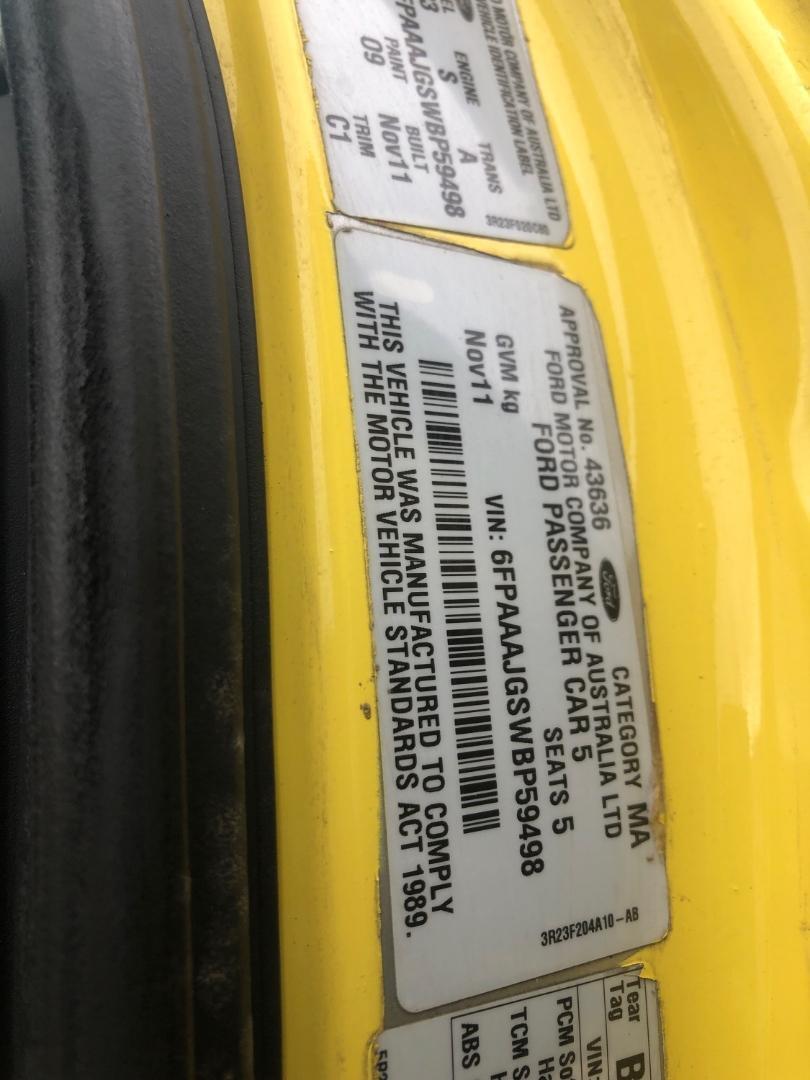 D MOTOR COMPANY OF AUSTRALIA LTD
VEHICLE IDENTIFICATION LABEL
ENGINE TRANS
S A
FPAAAJGSWBP59498
PAINT BUILT TRIM
09 Nov11 C1
3R23F020C80
APPROVAL No. 43636 Ford CATEGORY MA
FORD MOTOR COMPANY OF AUSTRALIA LTD
FORD PASSENGER CAR 5
SEATS 5
GVM kg
Nov11 VIN: 6FPAAAJGSWBP59498
THIS VEHICLE WAS MANUFACTURED TO COMPLY
WITH THE MOTOR VEHICLE STANDARDS ACT 1989.
3R23F204A10-AB
Tear
Tag
VIN
PCM So
TCM S
ABS